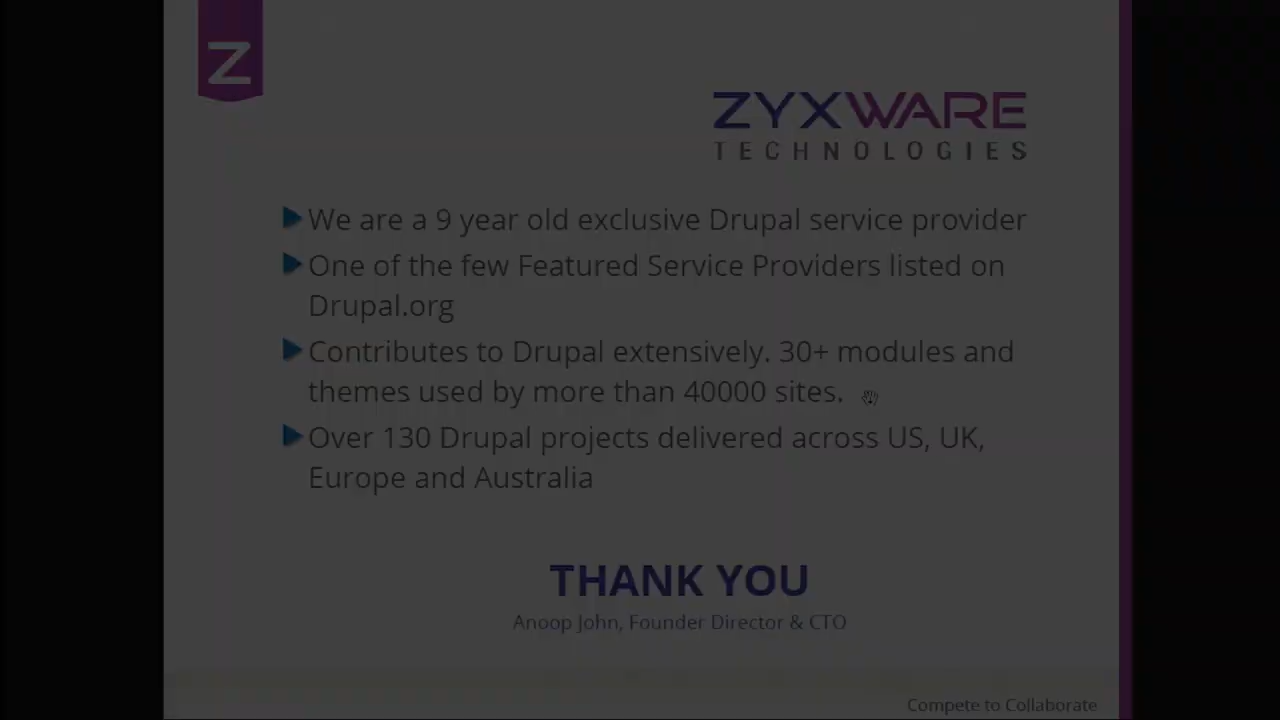 Z
ZYXWARE
TECHNOLOGIES
We are a 9 year old exclusive Drupal service provider
One of the few Featured Service Providers listed on
Drupal.org
Contributes to Drupal extensively. 30+ modules and
themes used by more than 40000 sites.
Over 130 Drupal projects delivered across US, UK,
Europe and Australia
THANK YOU
Anoop John, Founder Director & CTO
Compete to Collaborate